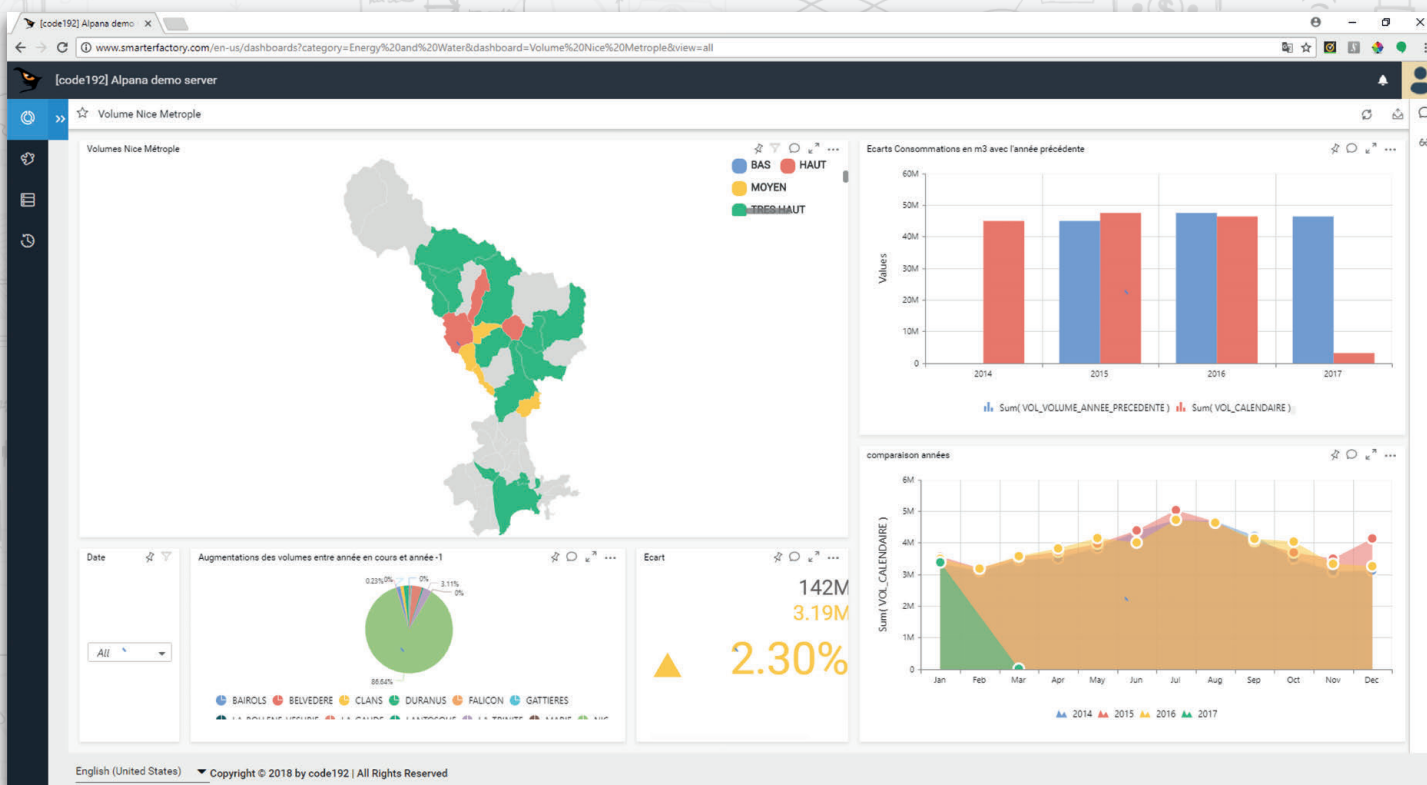 [code192] Alpana demo
www.smarterfactory.com/en-us/dashboards?category=Energy%20and%20Water&dashboard=Volume%20Nice%20Metrople&view=all
[code192] Alpana demo server
Volume Nice Metrople
Volumes Nice Métrople
BAS HAUT
MOYEN
TRES HAUT
Ecarts Consommations en m3 avec l'année précédente
60M
50M
40M
30M
20M
10M
0
Values
2014 2015 2016 2017
Sum( VOL_VOLUME_ANNEE_PRECEDENTE ) Sum( VOL_CALENDAIRE )
comparaison années
6M
5M
4M
3M
2M
1M
0
Sum( VOL_CALENDAIRE )
Jan Feb Mar Apr May Jun Jul Aug Sep Oct Nov Dec
2014 2015 2016 2017
Date
All
Augmentations des volumes entre année en cours et année -1
0.23% 0% 0% 3.11%
0%
86.64%
BAIROLS BELVEDERE CLANS DURANUS FALICON GATTIERES
Ecart
142M
3.19M
2.30%
English (United States) Copyright © 2018 by code192 | All Rights Reserved